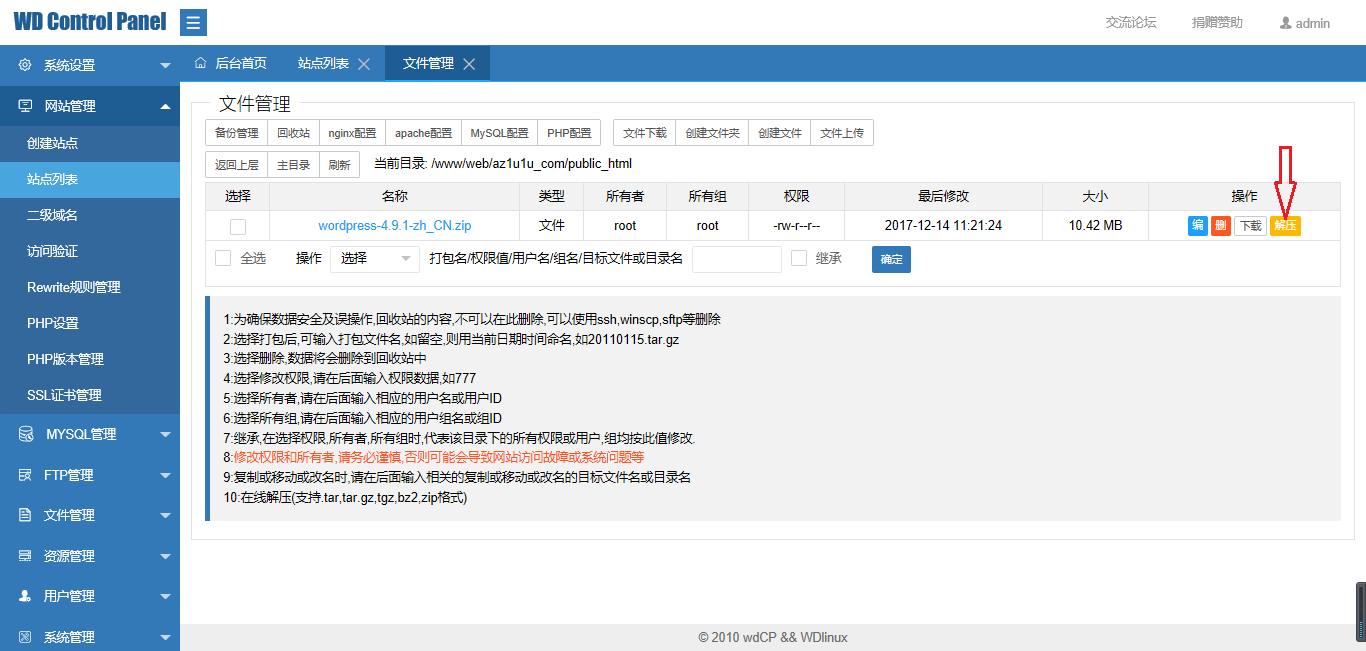 WD Control Panel
交流论坛 捐赠赞助 admin
系统设置
后台首页 站点列表 文件管理
网站管理
创建站点
站点列表
二级域名
访问验证
Rewrite规则管理
PHP设置
PHP版本管理
SSL证书管理
MYSQL管理
FTP管理
文件管理
资源管理
用户管理
系统管理
文件管理
备份管理 回收站 nginx配置 apache配置 MySQL配置 PHP配置 文件下载 创建文件夹 创建文件 文件上传
返回上层 主目录 刷新 当前目录: /www/web/az1u1u_com/public_html
选择 名称 类型 所有者 所有组 权限 最后修改 大小 操作
wordpress-4.9.1-zh_CN.zip 文件 root root -rw-r--r-- 2017-12-14 11:21:24 10.42 MB 编 删 下载 解压
全选 操作 选择 打包名/权限值/用户名/组名/目标文件或目录名 继承 确定
1:为确保数据安全及误操作,回收站的内容,不可以在此删除,可以使用ssh,winscp,sftp等删除
2:选择打包后,可输入打包文件名,如留空,则用当前日期时间命名,如20110115.tar.gz
3:选择删除,数据将会删除到回收站中
4:选择修改权限,请在后面输入权限数据,如777
5:选择所有者,请在后面输入相应的用户名或用户ID
6:选择所有组,请在后面输入相应的用户组名或组ID
7:继承,在选择权限,所有者,所有组时,代表该目录下的所有权限或用户,组均按此值修改.
8:修改权限和所有者,请务必谨慎,否则可能会导致网站访问故障或系统问题等
9:复制或移动或改名时,请在后面输入相关的复制或移动或改名的目标文件名或目录名
10:在线解压(支持.tar,tar.gz,tgz,bz2,zip格式)
© 2010 wdCP && WDlinux